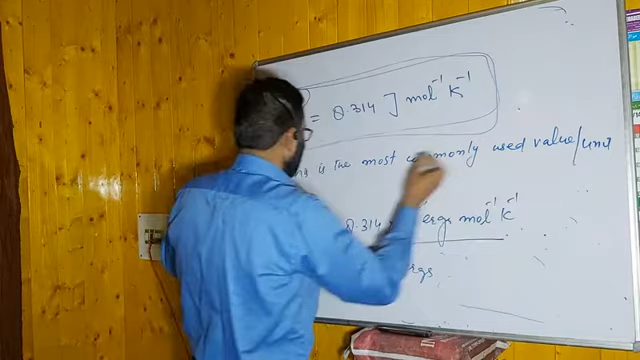 = 8.314 J mol⁻¹ K⁻¹
is the most commonly used value/unit
8.314 ergs mol⁻¹ K⁻¹
ergs